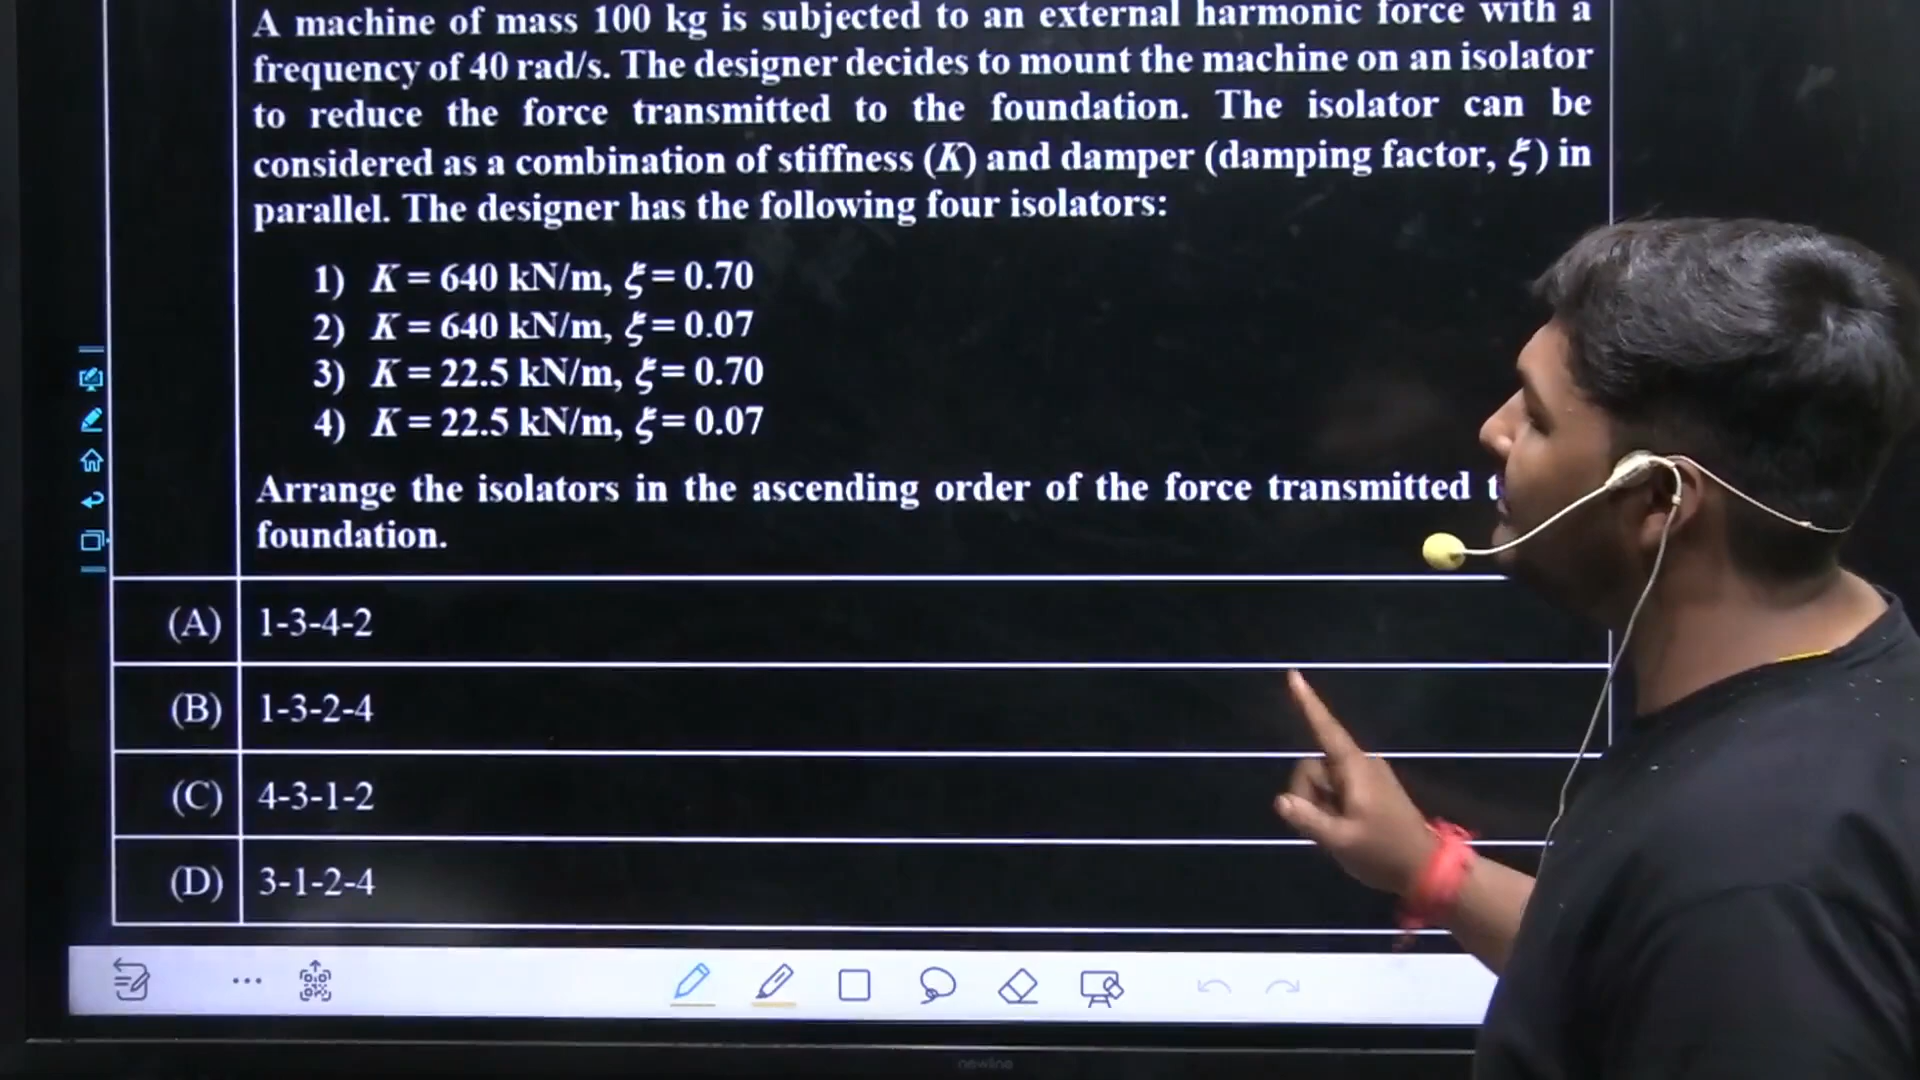 A machine of mass 100 kg is subjected to an external harmonic force with a
frequency of 40 rad/s. The designer decides to mount the machine on an isolator
to reduce the force transmitted to the foundation. The isolator can be
considered as a combination of stiffness (K) and damper (damping factor, ξ) in
parallel. The designer has the following four isolators:
1) K = 640 kN/m, ξ = 0.70
2) K = 640 kN/m, ξ = 0.07
3) K = 22.5 kN/m, ξ = 0.70
4) K = 22.5 kN/m, ξ = 0.07
Arrange the isolators in the ascending order of the force transmitted
foundation.
(A) 1-3-4-2
(B) 1-3-2-4
(C) 4-3-1-2
(D) 3-1-2-4
newline